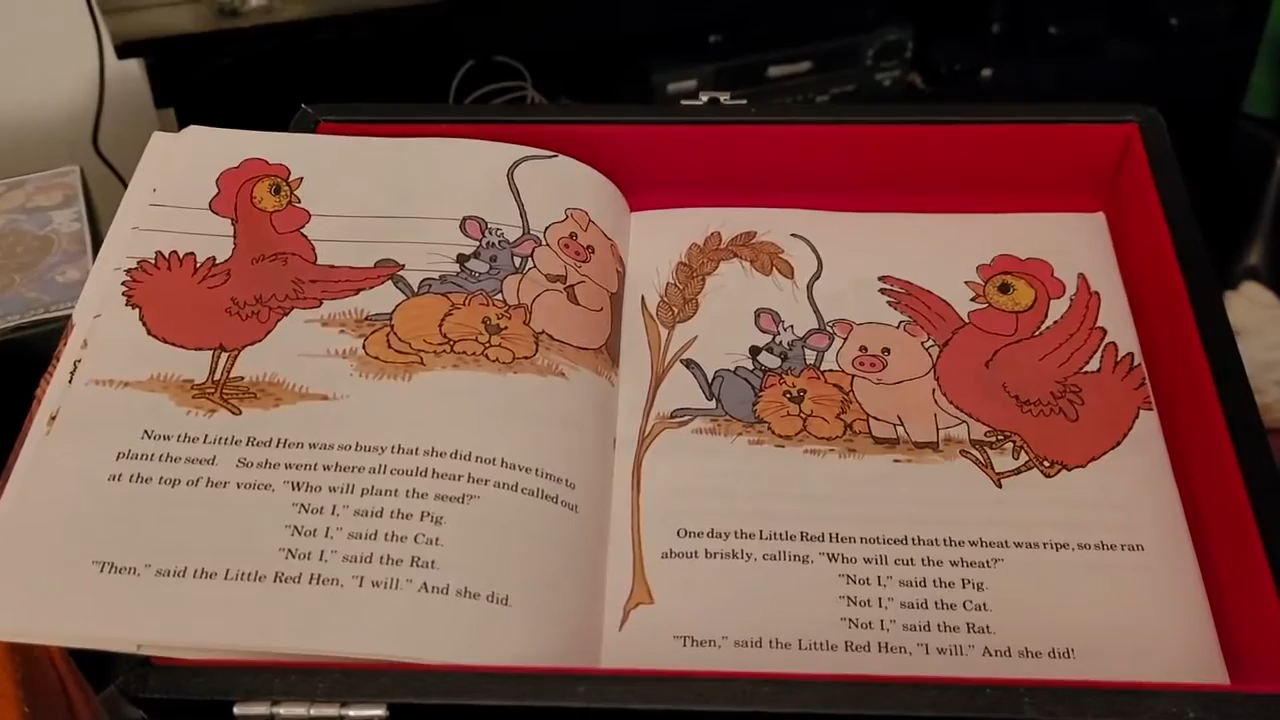 Now the Little Red Hen was so busy that she did not have time to
plant the seed. So she went where all could hear her and called out
at the top of her voice, "Who will plant the seed?"
"Not I," said the Pig.
"Not I," said the Cat.
"Not I," said the Rat.
"Then," said the Little Red Hen, "I will." And she did.
One day the Little Red Hen noticed that the wheat was ripe, so she ran
about briskly, calling, "Who will cut the wheat?"
"Not I," said the Pig.
"Not I," said the Cat.
"Not I," said the Rat.
"Then," said the Little Red Hen, "I will." And she did!